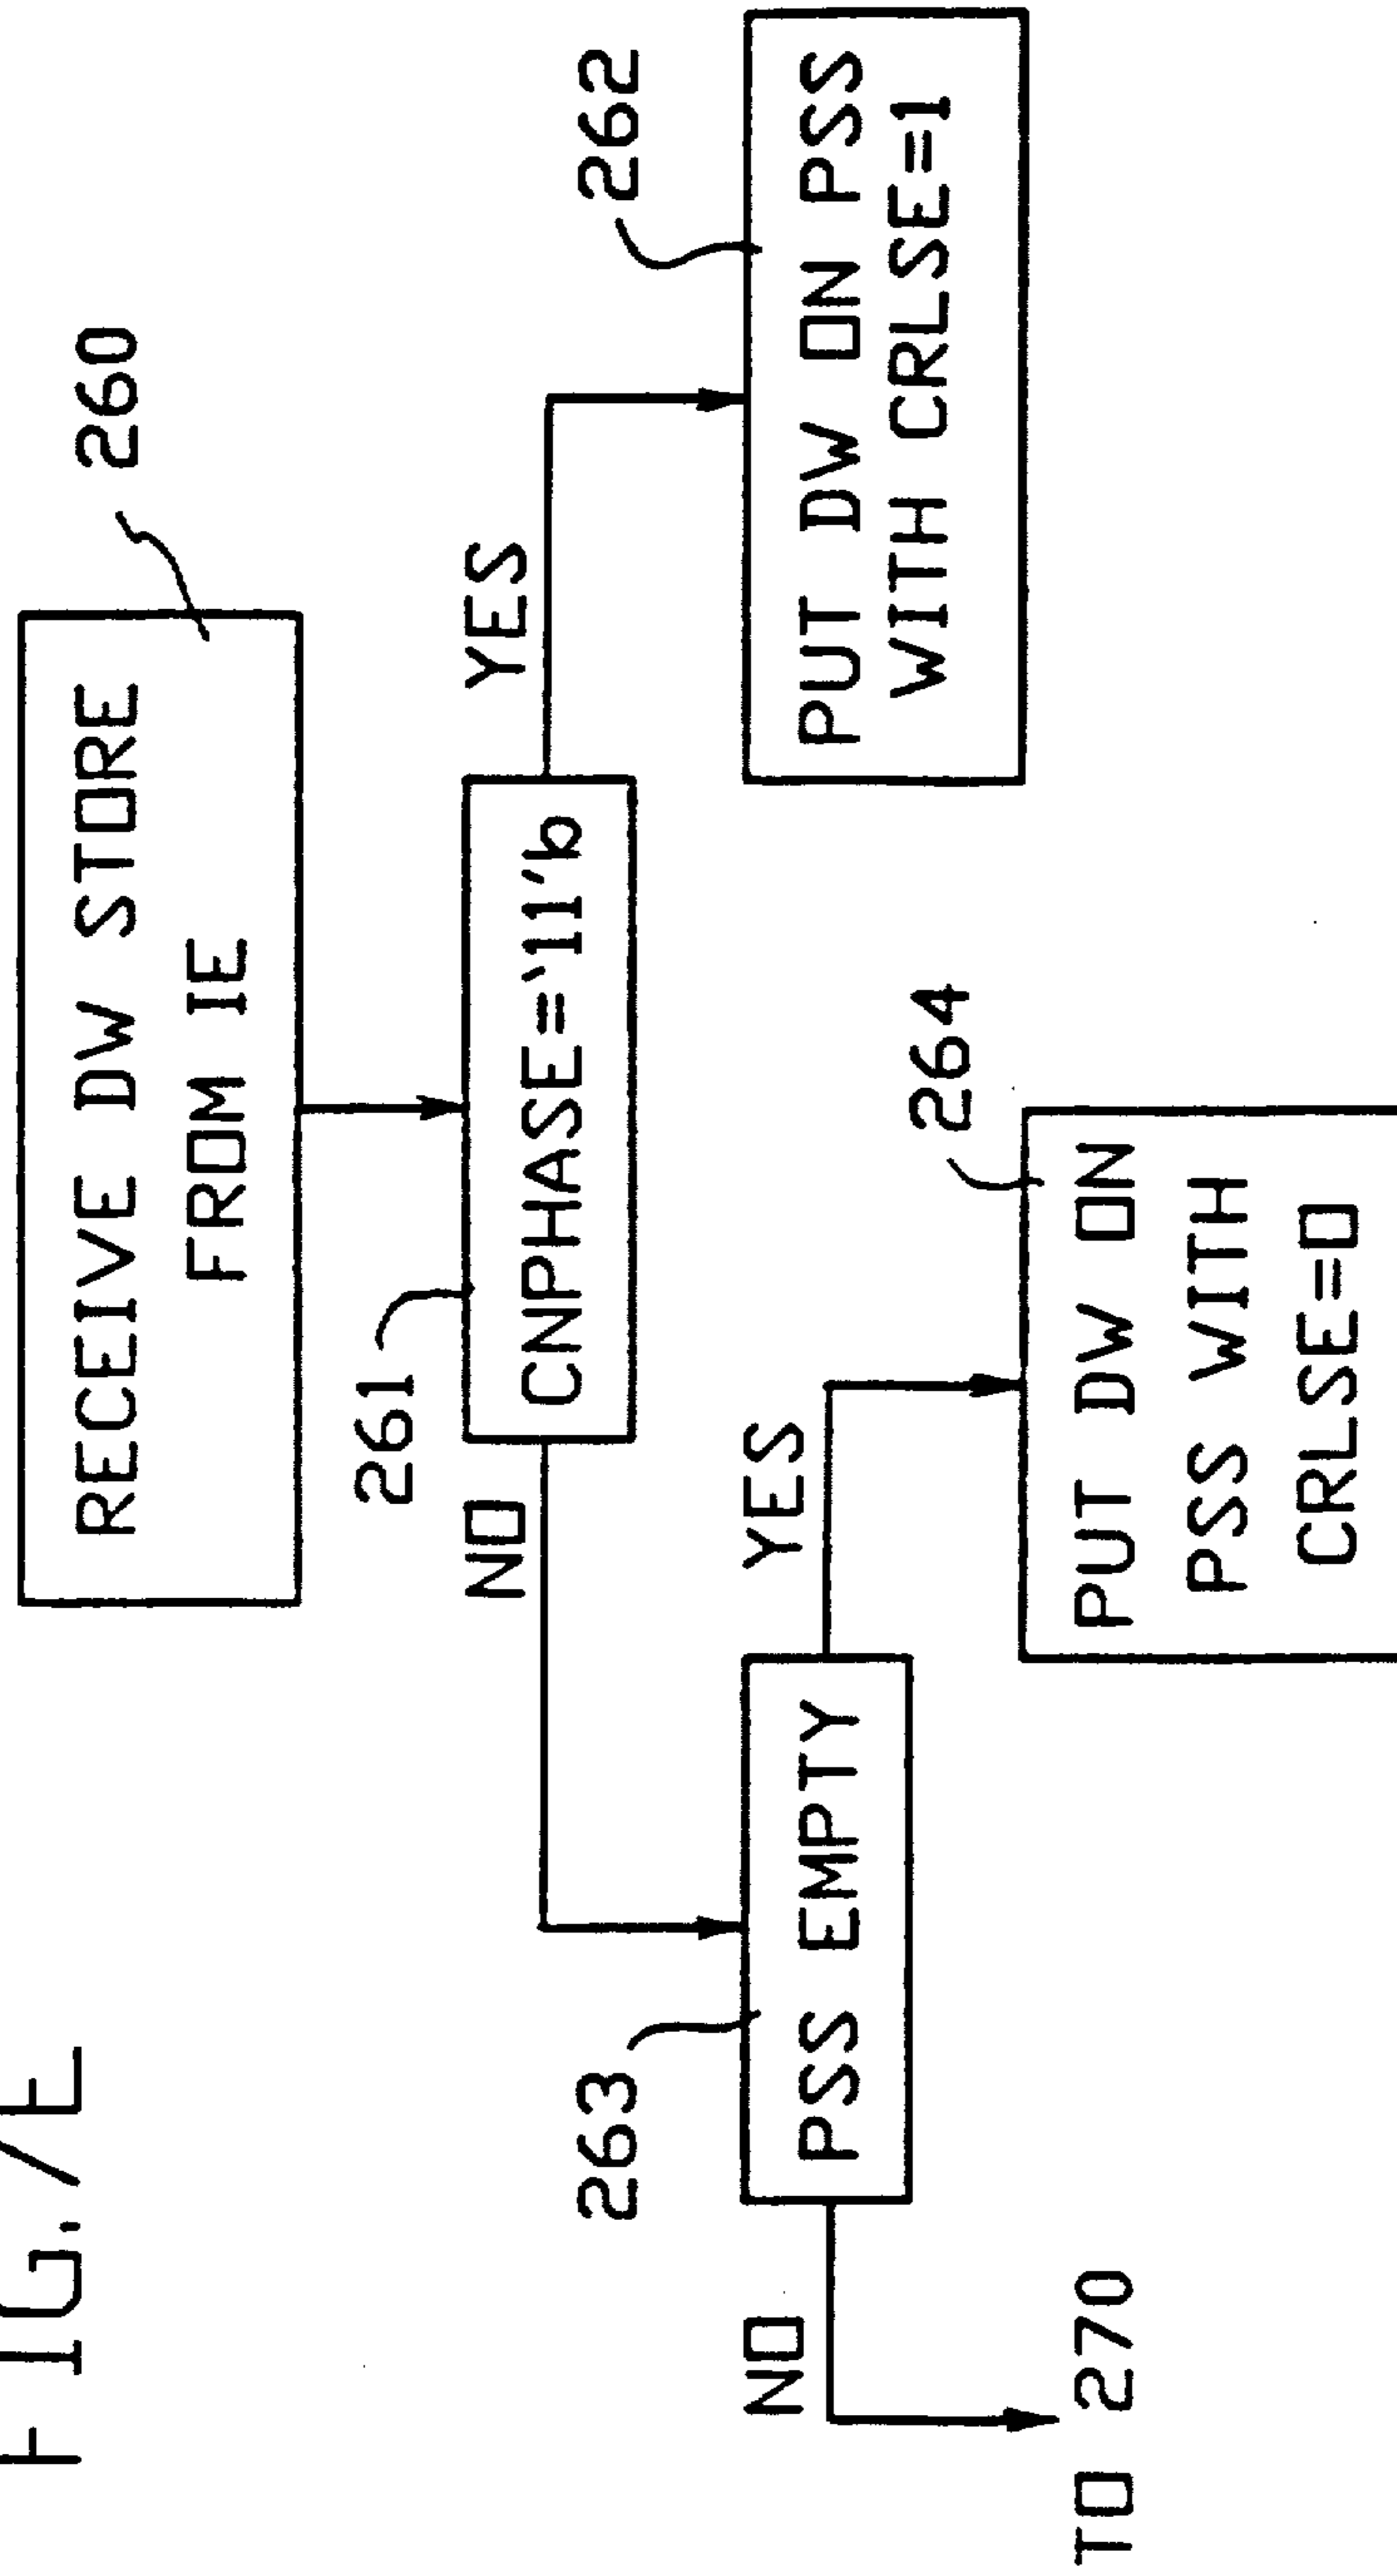 FIG.7E
RECEIVE DW STORE
FROM IE
260
261
CNPHASE='11'b
NO
YES
262
PUT DW ON PSS
WITH CRLSE=1
263
PSS EMPTY
NO
YES
264
PUT DW ON
PSS WITH
CRLSE=0
TO 270